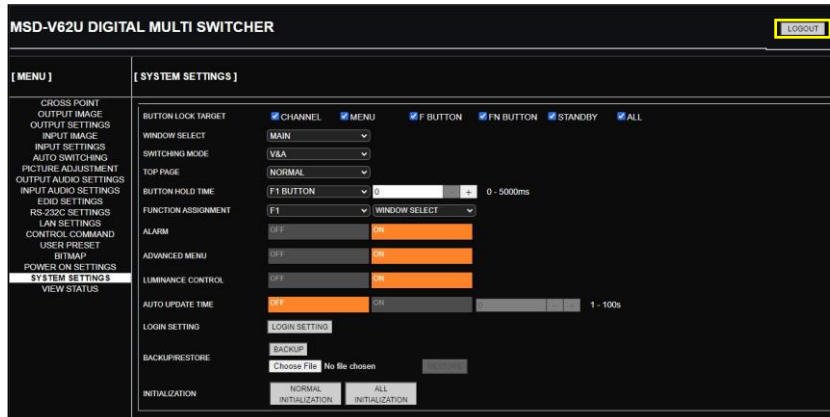 MSD-V62U DIGITAL MULTI SWITCHER
LOGOUT
[ MENU ]
[ SYSTEM SETTINGS ]
CROSS POINT
OUTPUT IMAGE
OUTPUT SETTINGS
INPUT IMAGE
INPUT SETTINGS
AUTO SWITCHING
PICTURE ADJUSTMENT
OUTPUT AUDIO SETTINGS
INPUT AUDIO SETTINGS
EDID SETTINGS
RS-232C SETTINGS
LAN SETTINGS
CONTROL COMMAND
USER PRESET
BITMAP
POWER ON SETTINGS
SYSTEM SETTINGS
VIEW STATUS
BUTTON LOCK TARGET CHANNEL MENU F BUTTON FN BUTTON STANDBY ALL
WINDOW SELECT MAIN
SWITCHING MODE V&A
TOP PAGE NORMAL
BUTTON HOLD TIME F1 BUTTON 0 - + 0 - 5000ms
FUNCTION ASSIGNMENT F1 WINDOW SELECT
ALARM OFF ON
ADVANCED MENU OFF ON
LUMINANCE CONTROL OFF ON
AUTO UPDATE TIME OFF ON 0 - + 1 - 100s
LOGIN SETTING LOGIN SETTING
BACKUP/RESTORE BACKUP
Choose File No file chosen RESTORE
INITIALIZATION NORMAL INITIALIZATION ALL INITIALIZATION